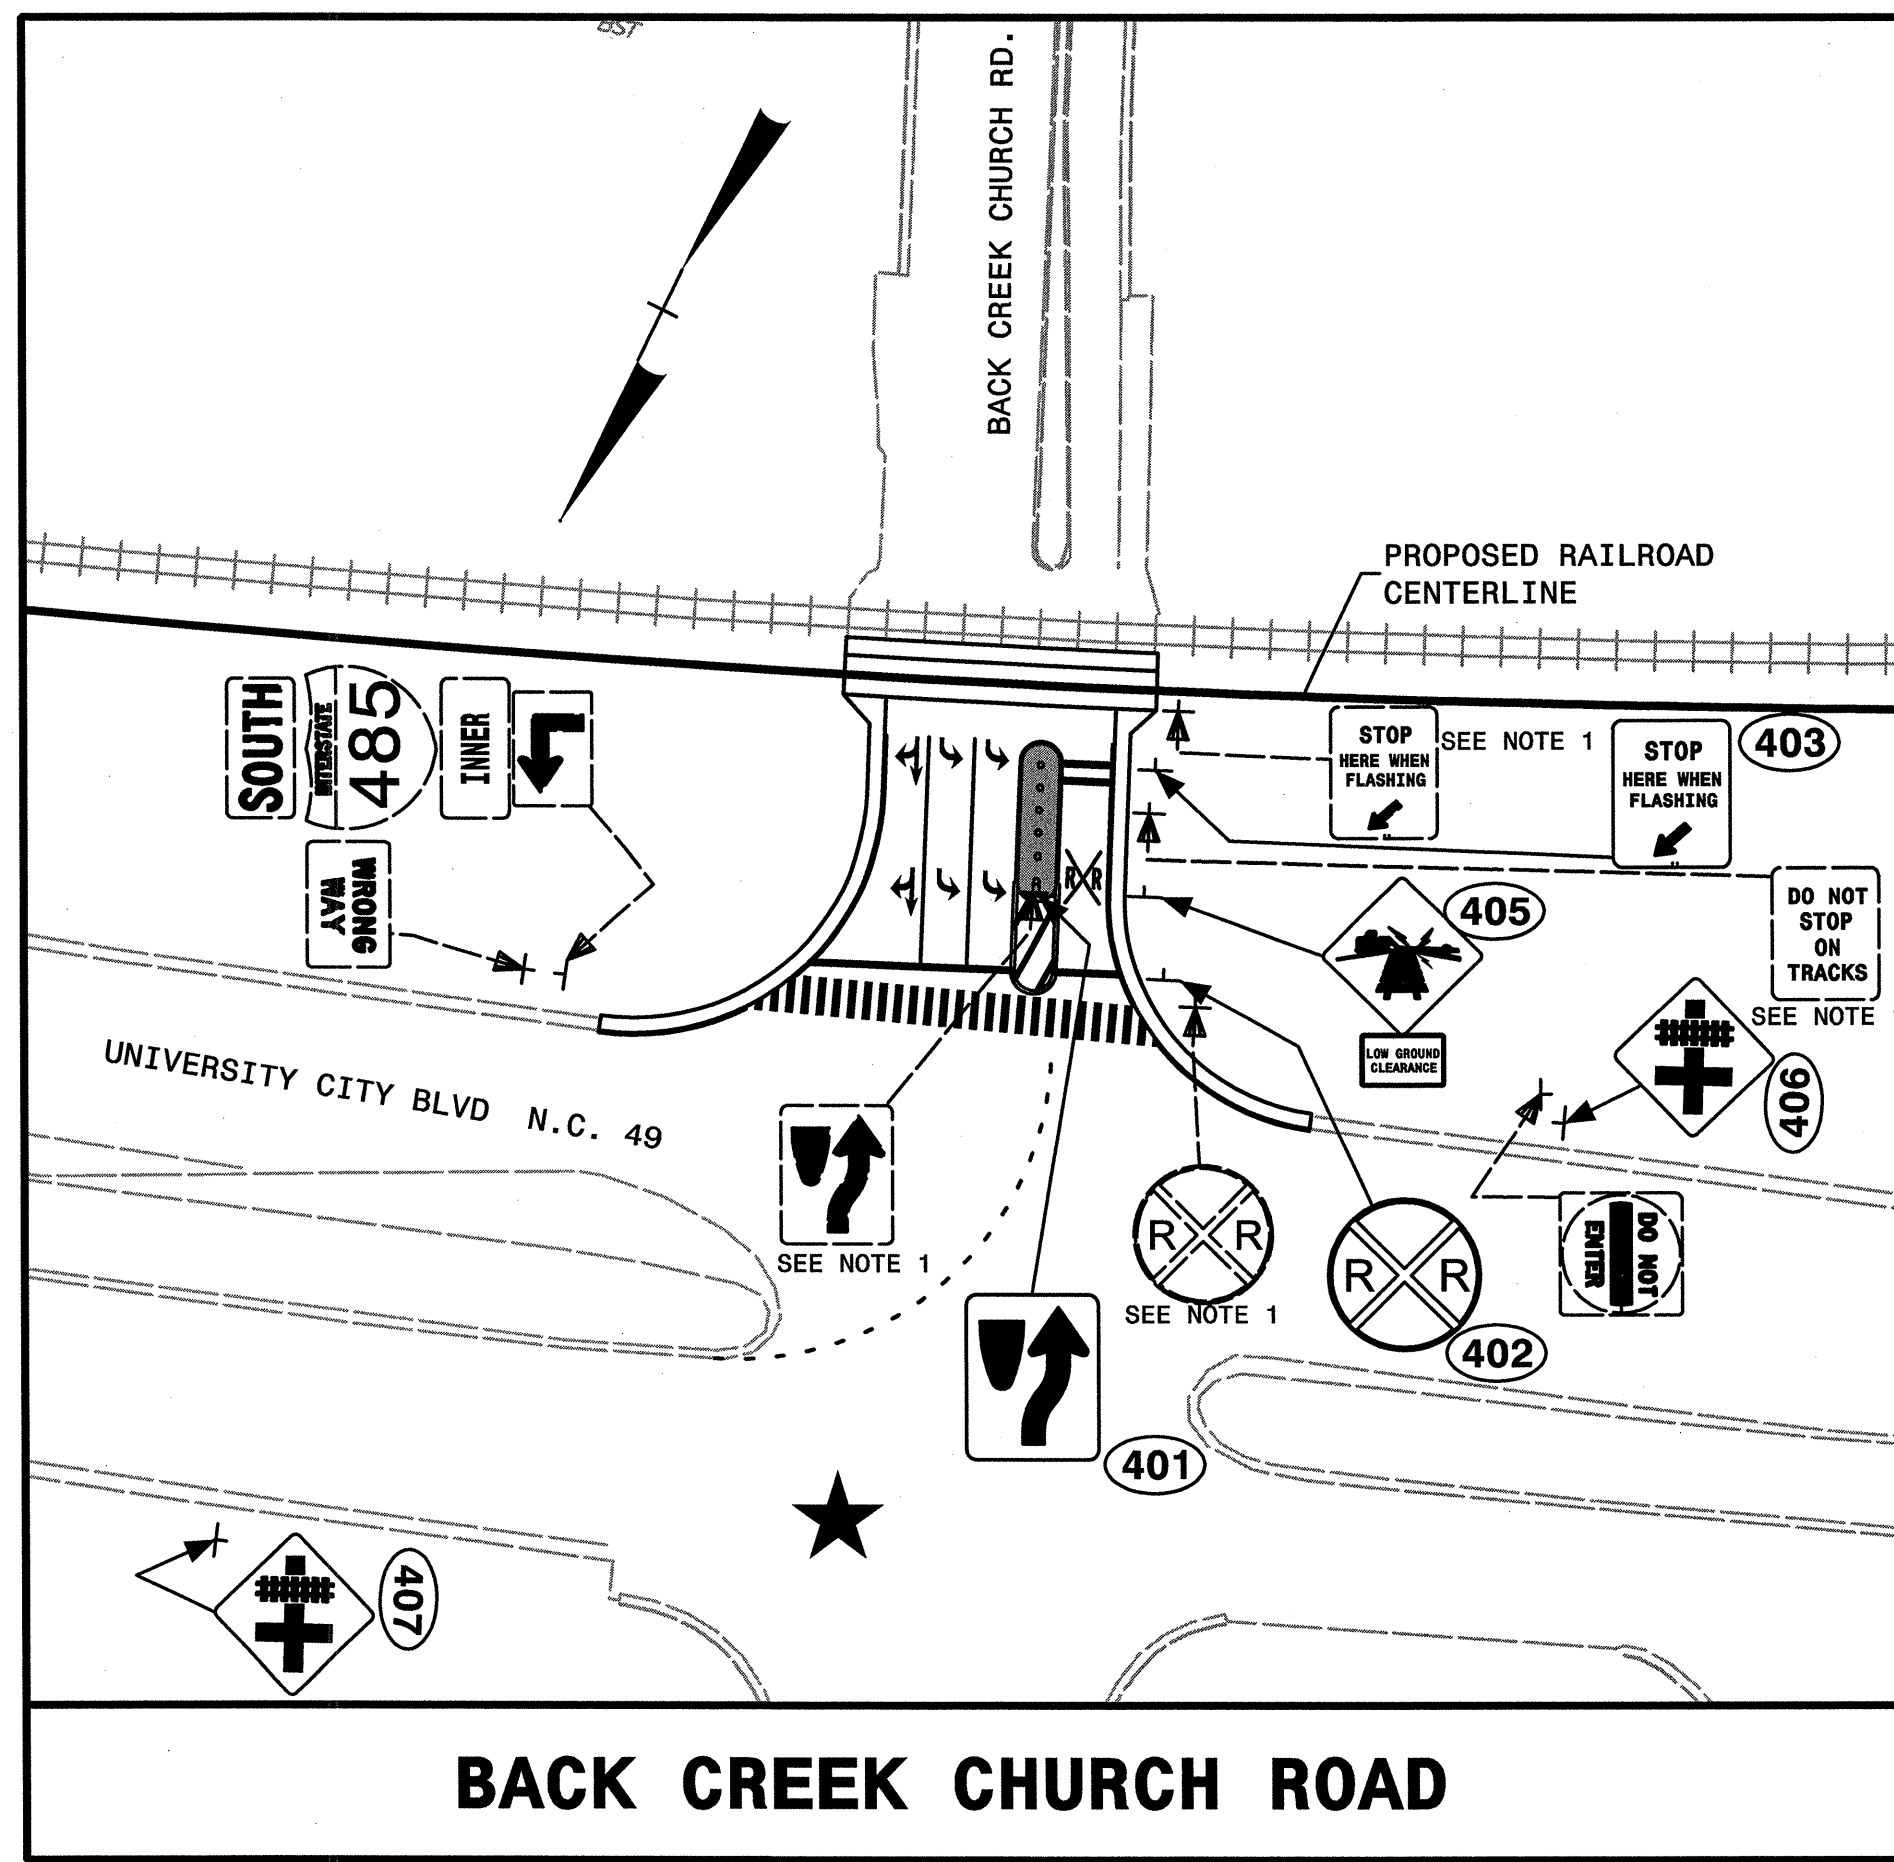 BST
BACK CREEK CHURCH RD.
PROPOSED RAILROAD
CENTERLINE
SOUTH
INTERSTATE
485
INNER
WRONG
WAY
STOP
HERE WHEN
FLASHING
SEE NOTE 1
STOP
HERE WHEN
FLASHING
403
R R
405
LOW GROUND
CLEARANCE
DO NOT
STOP
ON
TRACKS
SEE NOTE
406
UNIVERSITY CITY BLVD N.C. 49
SEE NOTE 1
R R
SEE NOTE 1
R R
402
DO NOT
ENTER
401
407
BACK CREEK CHURCH ROAD